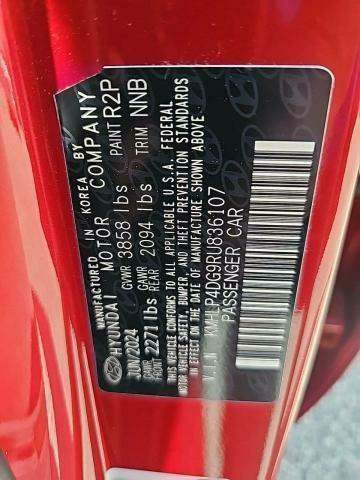 MANUFACTURED IN KOREA BY
HYUNDAI MOTOR COMPANY
JUN/2024 GVWR 3858 lbs PAINT R2P
GAWR FRONT 2271 lbs GAWR REAR 2094 lbs TRIM NNB
THIS VEHICLE CONFORMS TO ALL APPLICABLE U.S.A. FEDERAL
MOTOR VEHICLE SAFETY, BUMPER, AND THEFT PREVENTION STANDARDS
IN EFFECT ON THE DATE OF MANUFACTURE SHOWN ABOVE.
V.I.N KMHLP4DG9RU836107
PASSENGER CAR